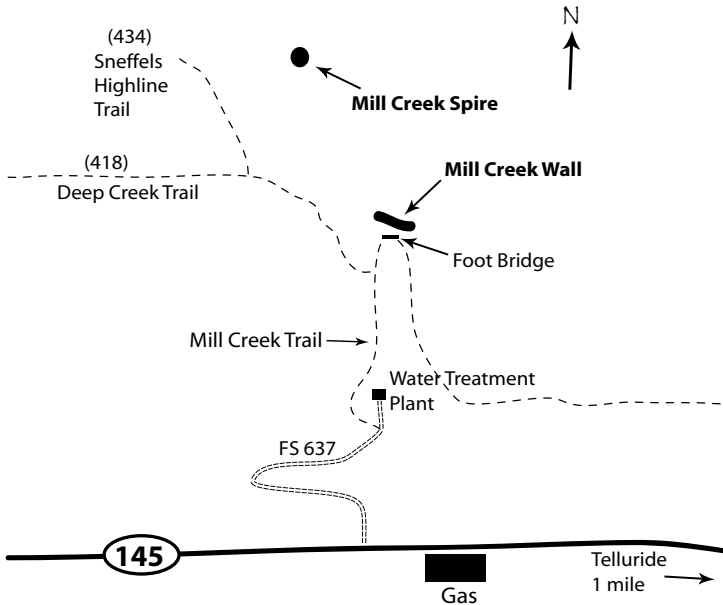 N
(434)
Sneffels
Highline
Trail
Mill Creek Spire
(418)
Deep Creek Trail
Mill Creek Wall
Foot Bridge
Mill Creek Trail
Water Treatment
Plant
FS 637
145
Telluride
1 mile
Gas